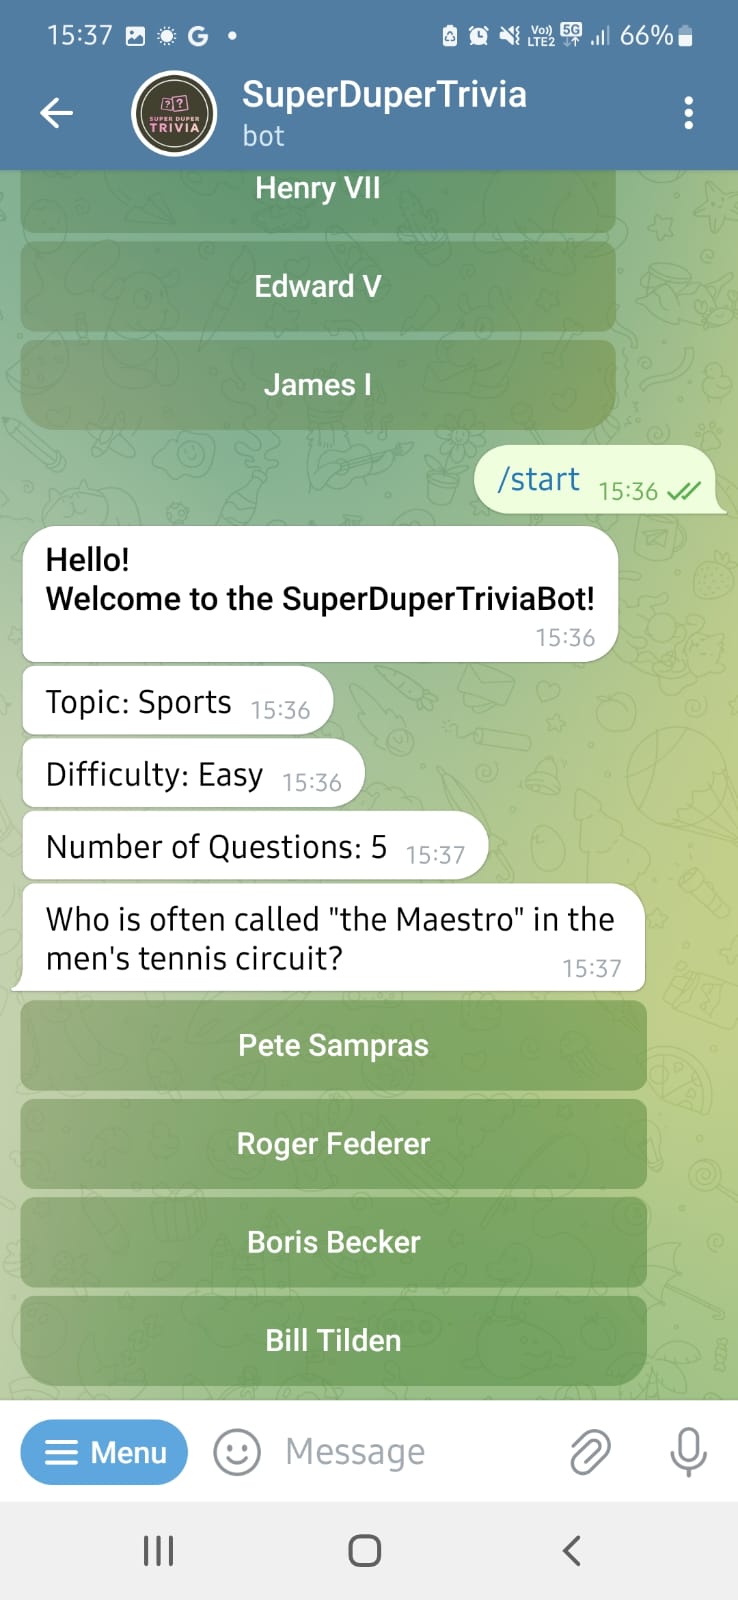 15:37 G 66%
Vo)) 5G
LTE2
SuperDuperTrivia
bot
? ?
SUPER DUPER
TRIVIA
Henry VII
Edward V
James I
/start 15:36
Hello!
Welcome to the SuperDuperTriviaBot!
15:36
Topic: Sports 15:36
Difficulty: Easy 15:36
Number of Questions: 5 15:37
Who is often called "the Maestro" in the
men's tennis circuit?
15:37
Pete Sampras
Roger Federer
Boris Becker
Bill Tilden
Menu Message